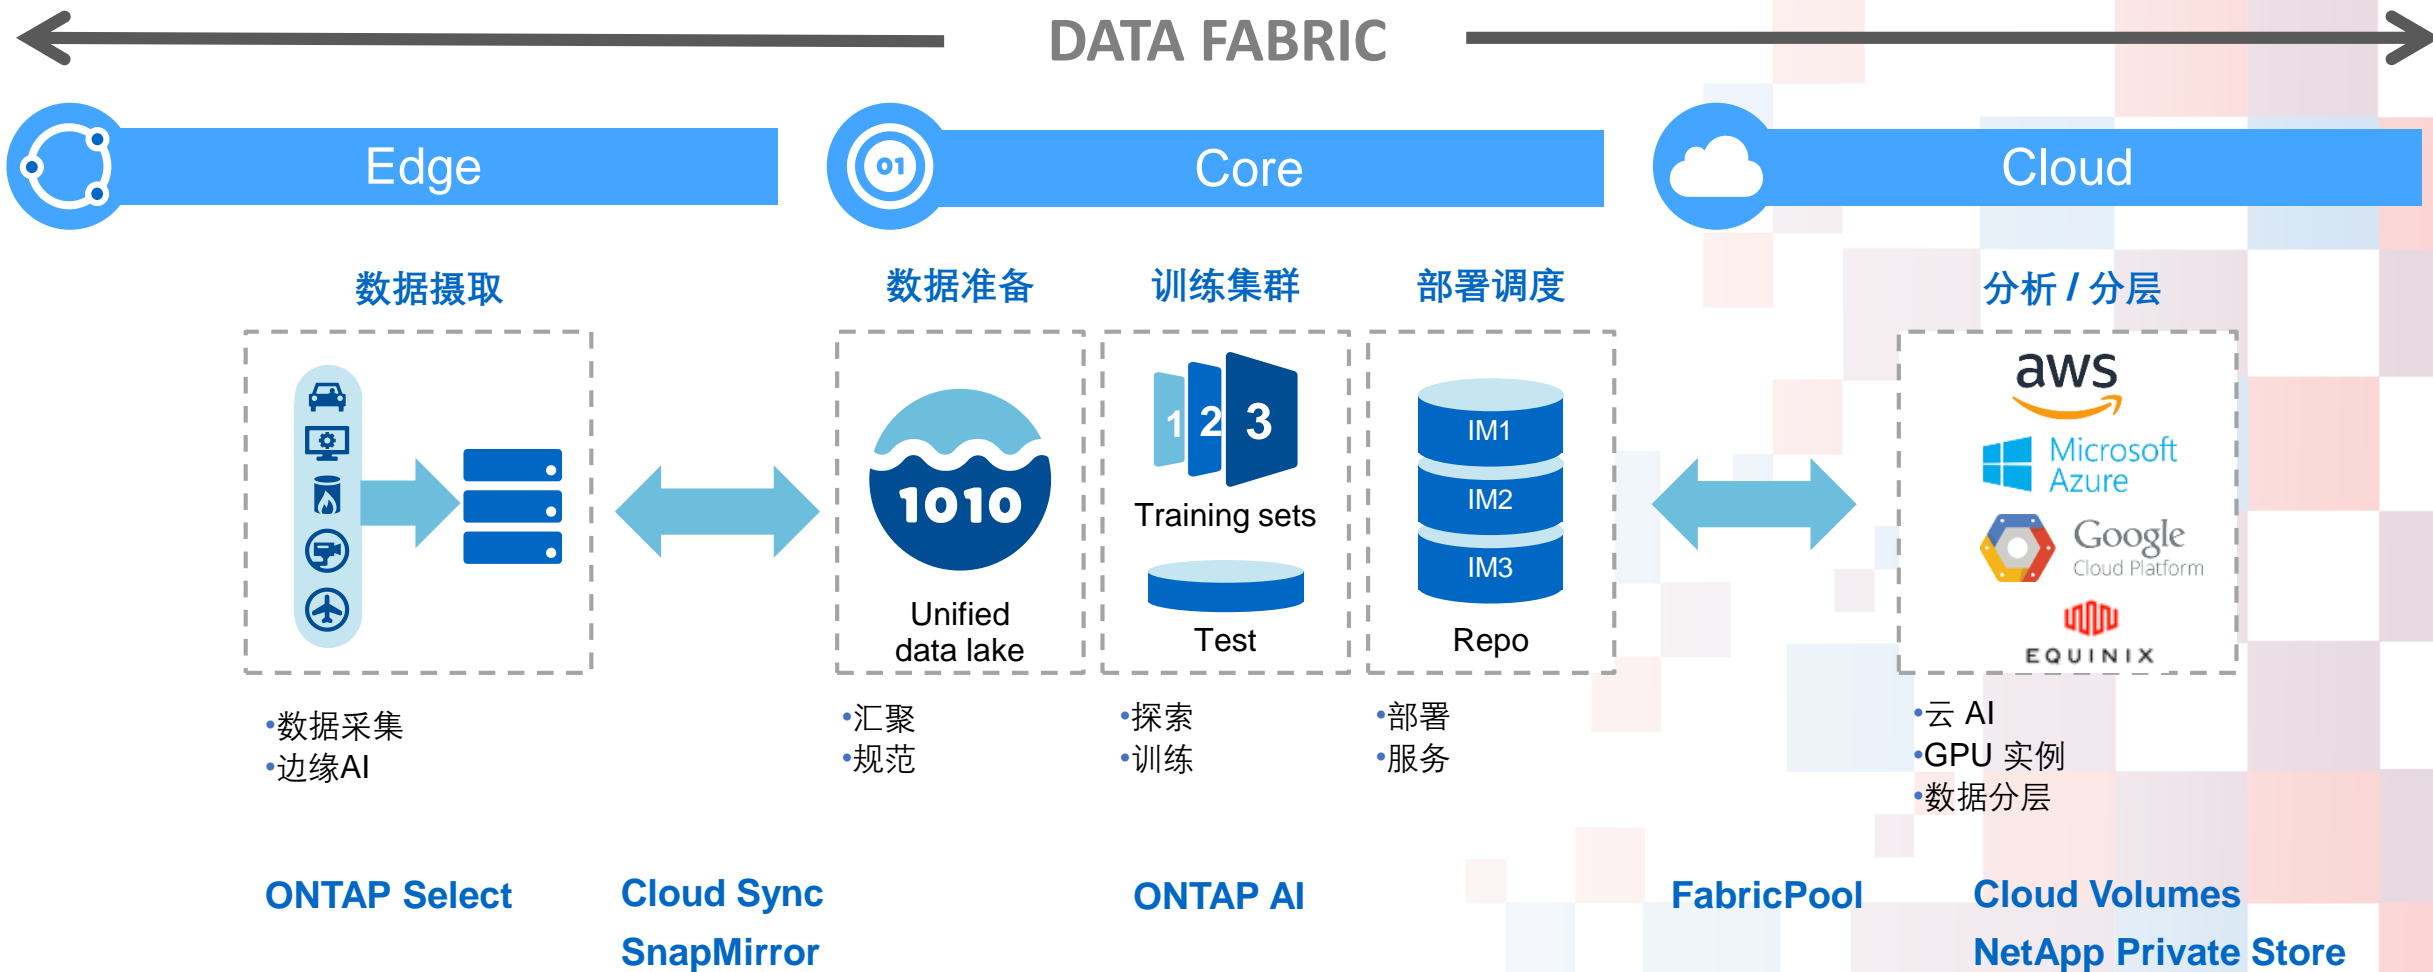 DATA FABRIC
Edge
01
Core
Cloud
数据摄取
数据准备
训练集群
部署调度
分析 / 分层
1010
Unified
data lake
1 2 3
Training sets
Test
IM1
IM2
IM3
Repo
aws
Microsoft
Azure
Google
Cloud Platform
EQUINIX
•数据采集
•边缘AI
•汇聚
•规范
•探索
•训练
•部署
•服务
•云 AI
•GPU 实例
•数据分层
ONTAP Select
Cloud Sync
SnapMirror
ONTAP AI
FabricPool
Cloud Volumes
NetApp Private Store